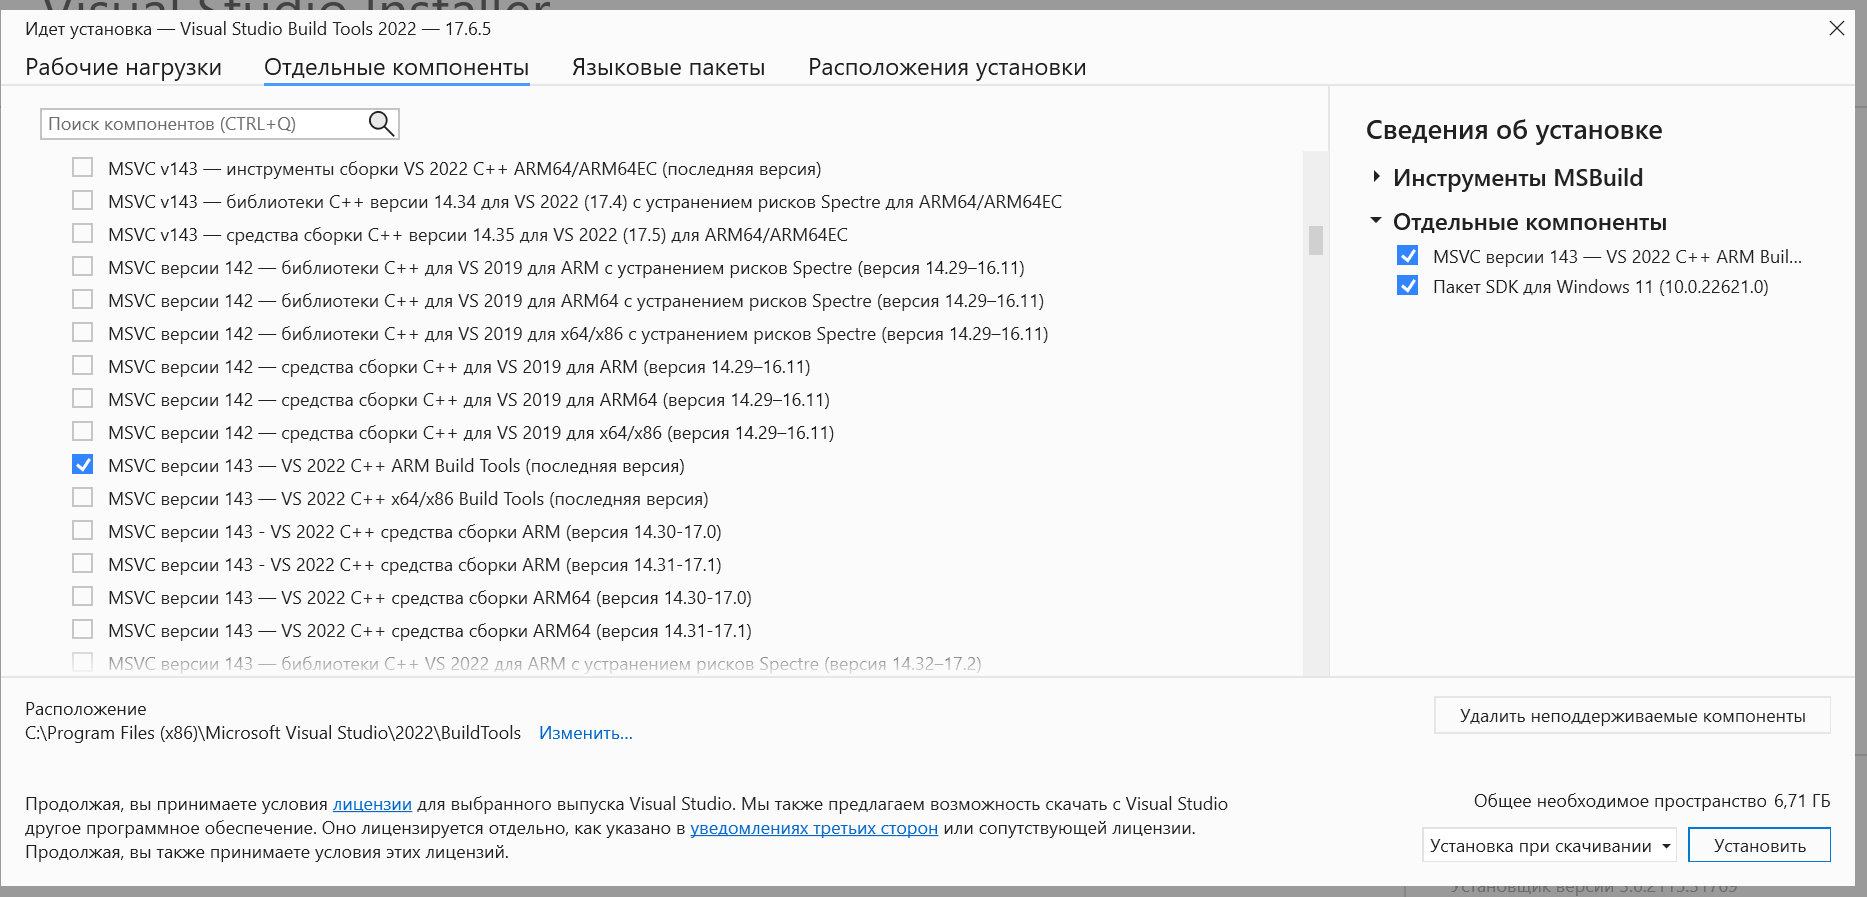 Visual Studio Installer
Идет установка — Visual Studio Build Tools 2022 — 17.6.5
Рабочие нагрузки
Отдельные компоненты
Языковые пакеты
Расположения установки
Поиск компонентов (CTRL+Q)
MSVC v143 — инструменты сборки VS 2022 C++ ARM64/ARM64EC (последняя версия)
MSVC v143 — библиотеки C++ версии 14.34 для VS 2022 (17.4) с устранением рисков Spectre для ARM64/ARM64EC
MSVC v143 — средства сборки C++ версии 14.35 для VS 2022 (17.5) для ARM64/ARM64EC
MSVC версии 142 — библиотеки C++ для VS 2019 для ARM с устранением рисков Spectre (версия 14.29–16.11)
MSVC версии 142 — библиотеки C++ для VS 2019 для ARM64 с устранением рисков Spectre (версия 14.29–16.11)
MSVC версии 142 — библиотеки C++ для VS 2019 для x64/x86 с устранением рисков Spectre (версия 14.29–16.11)
MSVC версии 142 — средства сборки C++ для VS 2019 для ARM (версия 14.29–16.11)
MSVC версии 142 — средства сборки C++ для VS 2019 для ARM64 (версия 14.29–16.11)
MSVC версии 142 — средства сборки C++ для VS 2019 для x64/x86 (версия 14.29–16.11)
MSVC версии 143 — VS 2022 C++ ARM Build Tools (последняя версия)
MSVC версии 143 — VS 2022 C++ x64/x86 Build Tools (последняя версия)
MSVC версии 143 - VS 2022 C++ средства сборки ARM (версия 14.30-17.0)
MSVC версии 143 - VS 2022 C++ средства сборки ARM (версия 14.31-17.1)
MSVC версии 143 — VS 2022 C++ средства сборки ARM64 (версия 14.30-17.0)
MSVC версии 143 — VS 2022 C++ средства сборки ARM64 (версия 14.31-17.1)
MSVC версии 143 — библиотеки C++ VS 2022 для ARM с устранением рисков Spectre (версия 14.32–17.2)
Сведения об установке
Инструменты MSBuild
Отдельные компоненты
MSVC версии 143 — VS 2022 C++ ARM Buil...
Пакет SDK для Windows 11 (10.0.22621.0)
Расположение
C:\Program Files (x86)\Microsoft Visual Studio\2022\BuildTools Изменить...
Удалить неподдерживаемые компоненты
Продолжая, вы принимаете условия лицензии для выбранного выпуска Visual Studio. Мы также предлагаем возможность скачать с Visual Studio
другое программное обеспечение. Оно лицензируется отдельно, как указано в уведомлениях третьих сторон или сопутствующей лицензии.
Продолжая, вы также принимаете условия этих лицензий.
Общее необходимое пространство 6,71 ГБ
Установка при скачивании
Установить
Установщик версии 3.6.2115.31769